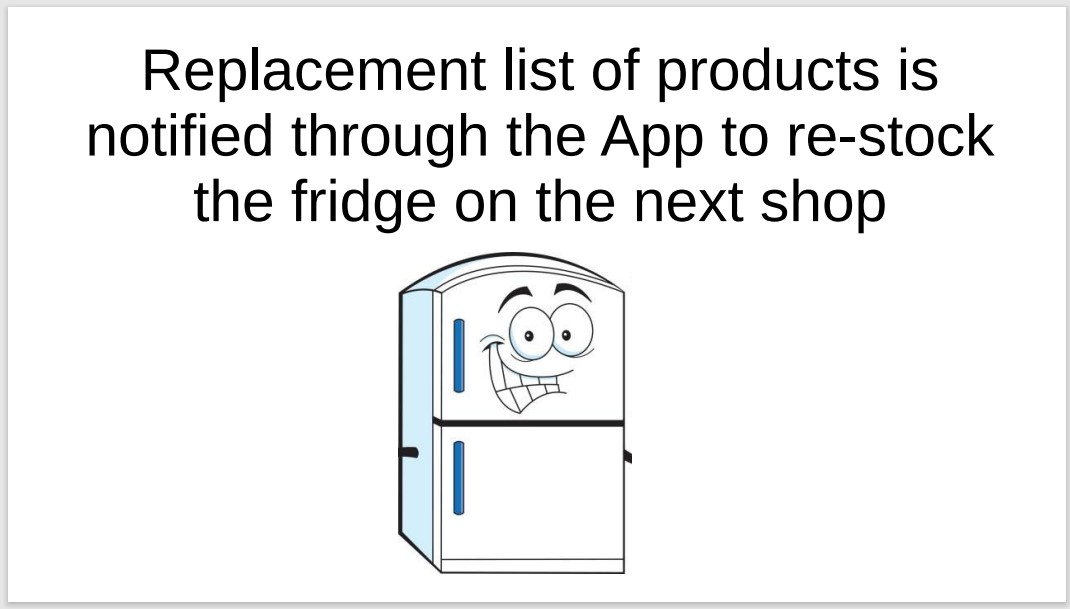 Replacement list of products is
notified through the App to re-stock
the fridge on the next shop